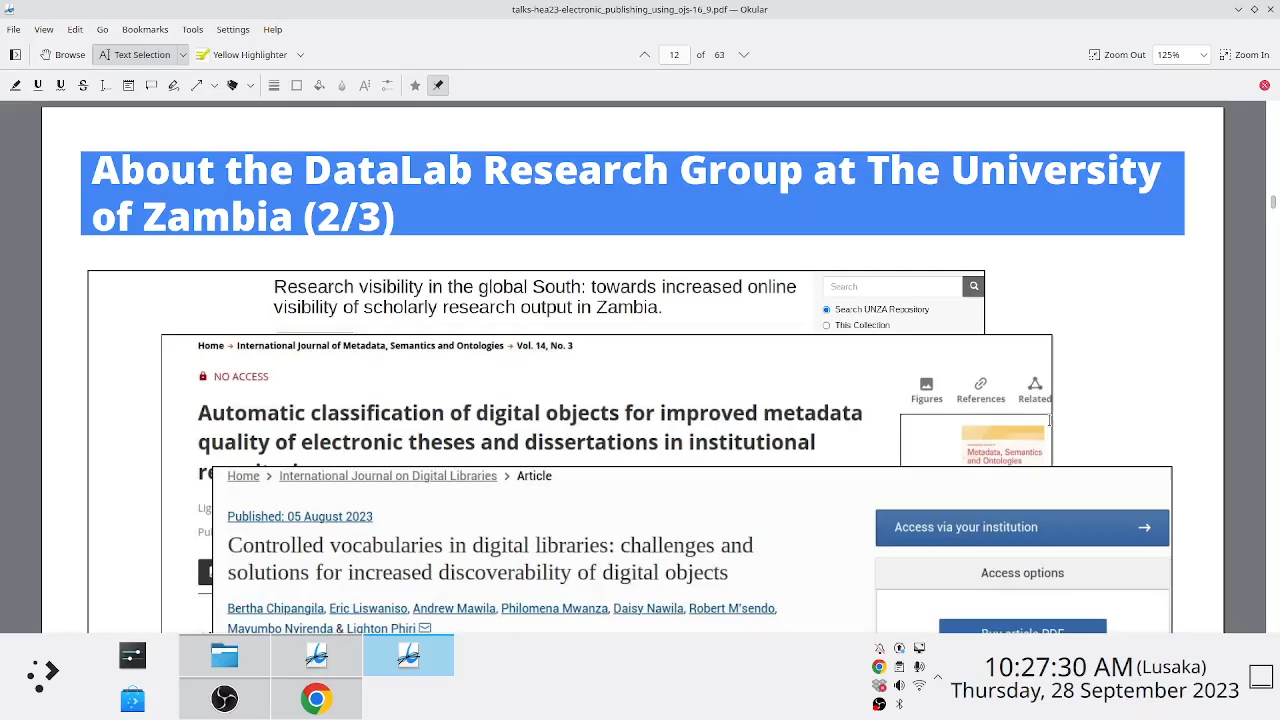 talks-hea23-electronic_publishing_using_ojs-16_9.pdf — Okular
File View Edit Go Bookmarks Tools Settings Help
Browse Text Selection Yellow Highlighter 12 of 63 Zoom Out 125% Zoom In
About the DataLab Research Group at The University
of Zambia (2/3)
Research visibility in the global South: towards increased online
visibility of scholarly research output in Zambia.
Search
Search UNZA Repository
This Collection
Home → International Journal of Metadata, Semantics and Ontologies → Vol. 14, No. 3
NO ACCESS
Figures References Related
Automatic classification of digital objects for improved metadata
quality of electronic theses and dissertations in institutional
Metadata, Semantics
and Ontologies
Home > International Journal on Digital Libraries > Article
Lig
Published: 05 August 2023
Access via your institution →
Controlled vocabularies in digital libraries: challenges and
solutions for increased discoverability of digital objects
Access options
Bertha Chipangila, Eric Liswaniso, Andrew Mawila, Philomena Mwanza, Daisy Nawila, Robert M'sendo,
Mayumbo Nyirenda & Lighton Phiri
Buy article PDF
10:27:30 AM (Lusaka)
Thursday, 28 September 2023